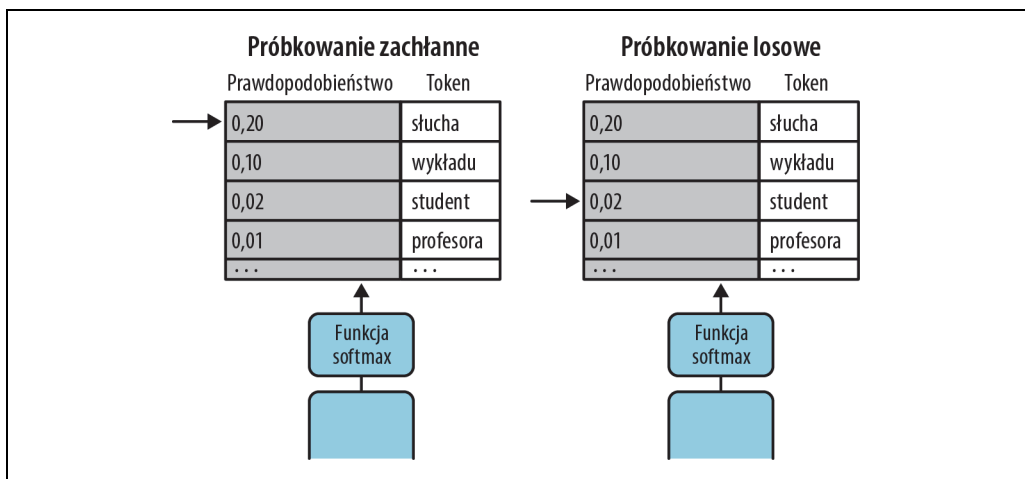 Próbkowanie zachłanne
Prawdopodobieństwo Token
0,20 słucha
0,10 wykładu
0,02 student
0,01 profesora
... ...
Funkcja
softmax
Próbkowanie losowe
Prawdopodobieństwo Token
0,20 słucha
0,10 wykładu
0,02 student
0,01 profesora
... ...
Funkcja
softmax